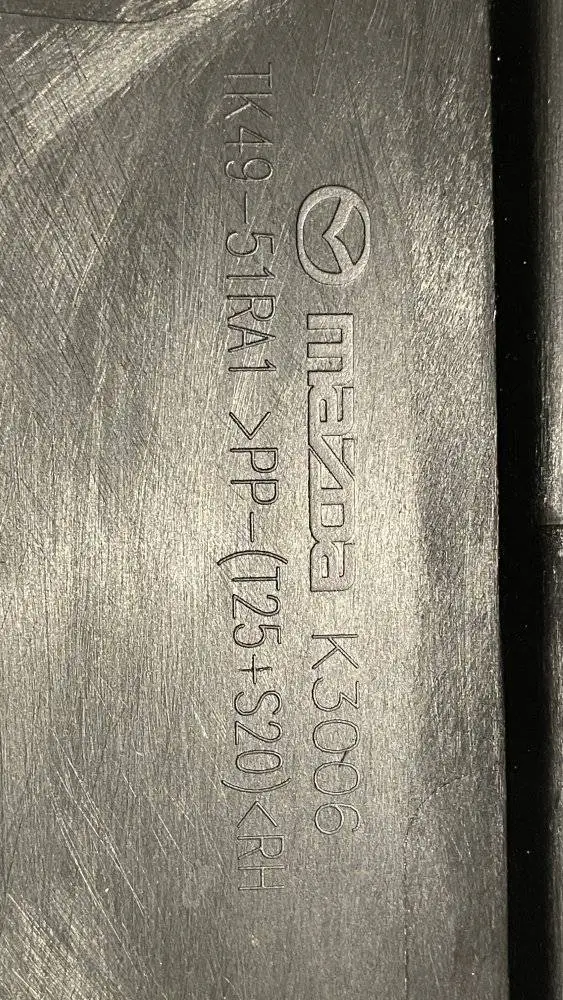 mazda K3006
TK49-51RA1 >PP-(T25+S20)<RH